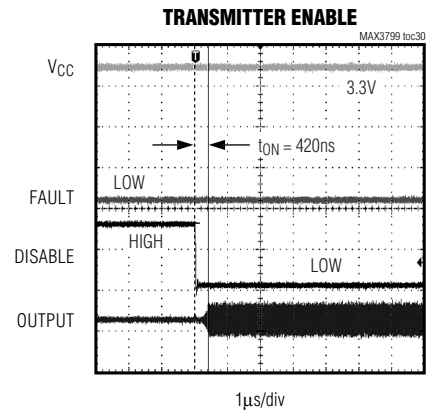 TRANSMITTER ENABLE
MAX3799 toc30
T
VCC
3.3V
tON = 420ns
LOW
FAULT
HIGH
DISABLE
LOW
OUTPUT
1μs/div